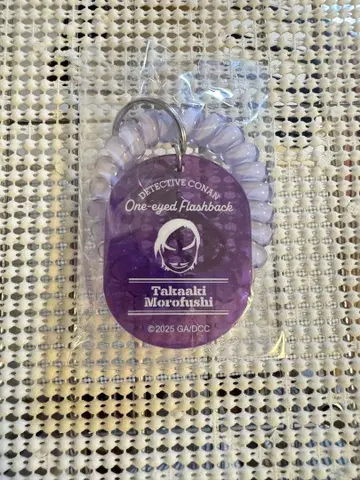 DETECTIVE CONAN
One-eyed Flashback
Takaaki
Morofushi
©2025 GA/DCC